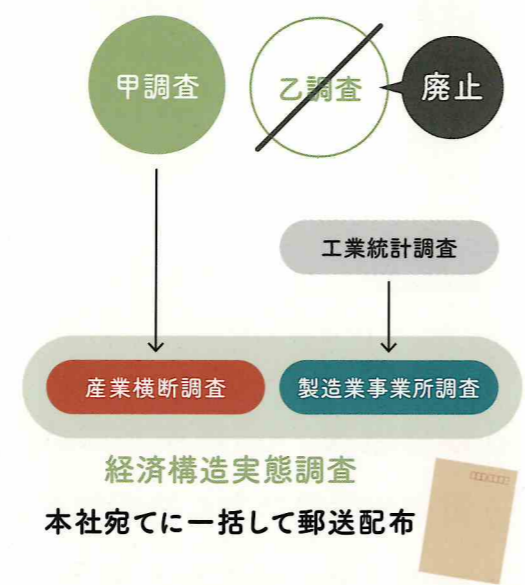 甲調査
乙調査
廃止
工業統計調査
産業横断調査
製造業事業所調査
経済構造実態調査
本社宛てに一括して郵送配布